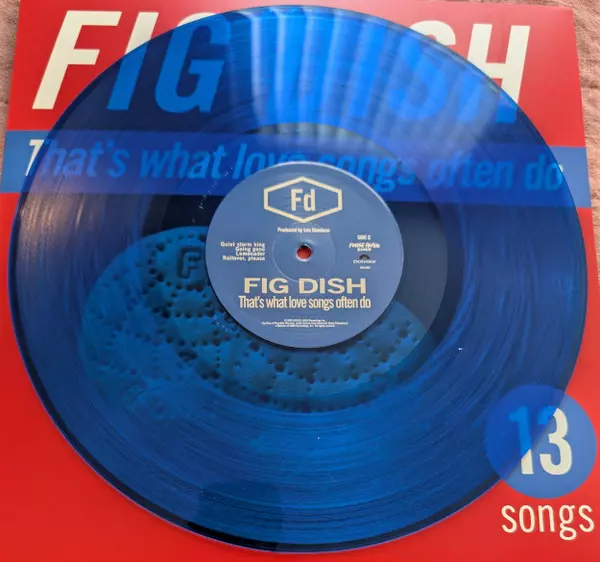 FIG DISH
That's what love songs often do
Fd
Produced by Lou Giordano
SIDE C
Quiet storm king
Going gone
Lemonader
Rollover, please
FIG DISH
That's what love songs often do
13
songs